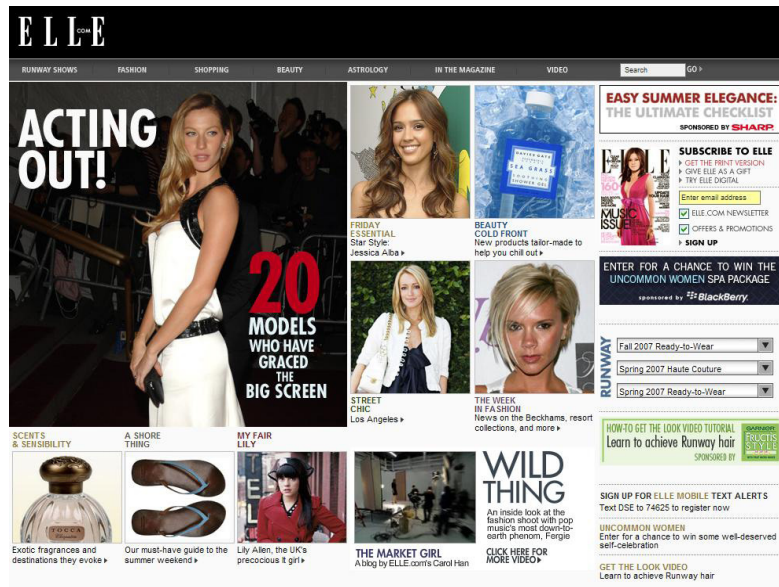 ELLE
.COM
RUNWAY SHOWS
FASHION
SHOPPING
BEAUTY
ASTROLOGY
IN THE MAGAZINE
VIDEO
Search
GO
ACTING
OUT!
20
MODELS
WHO HAVE
GRACED
THE
BIG SCREEN
FRIDAY
ESSENTIAL
Star Style:
Jessica Alba
SEA GRASS
SHOWER GEL
BEAUTY
COLD FRONT
New products tailor-made to
help you chill out
STREET
CHIC
Los Angeles
THE WEEK
IN FASHION
News on the Beckhams, resort
collections, and more
EASY SUMMER ELEGANCE:
THE ULTIMATE CHECKLIST
SPONSORED BY SHARP
ELLE
MUSIC
ISSUE
SUBSCRIBE TO ELLE
GET THE PRINT VERSION
GIVE ELLE AS A GIFT
TRY ELLE DIGITAL
Enter email address
ELLE.COM NEWSLETTER
OFFERS & PROMOTIONS
SIGN UP
ENTER FOR A CHANCE TO WIN THE
UNCOMMON WOMEN SPA PACKAGE
sponsored by BlackBerry.
RUNWAY
Fall 2007 Ready-to-Wear
Spring 2007 Haute Couture
Spring 2007 Ready-to-Wear
HOW-TO GET THE LOOK VIDEO TUTORIAL
Learn to achieve Runway hair
SPONSORED BY
GARNIER
FRUCTIS
STYLE
SCENTS
& SENSIBILITY
TOCCA
Exotic fragrances and
destinations they evoke
A SHORE
THING
Our must-have guide to the
summer weekend
MY FAIR
LILY
Lily Allen, the UK's
precocious It girl
THE MARKET GIRL
A blog by ELLE.com's Carol Han
WILD
THING
An inside look at the
fashion shoot with pop
music's most down-to-
earth phenom, Fergie
CLICK HERE FOR
MORE VIDEO
SIGN UP FOR ELLE MOBILE TEXT ALERTS
Text DSE to 74625 to register now
UNCOMMON WOMEN
Enter for a chance to win some well-deserved
self-celebration
GET THE LOOK VIDEO
Learn to achieve Runway hair